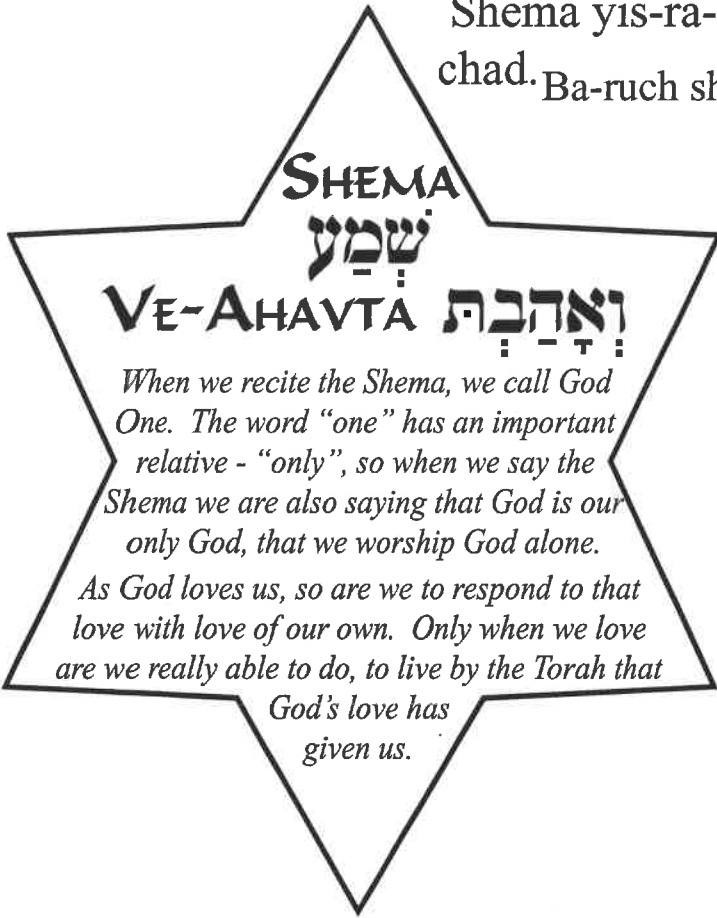 Shema yis-ra-
chad. Ba-ruch
SHEMA
שְׁמַע
VE-AHAVTA וְאָהַבְתָּ
When we recite the Shema, we call God
One. The word “one” has an important
relative - “only”, so when we say the
Shema we are also saying that God is our
only God, that we worship God alone.
As God loves us, so are we to respond to that
love with love of our own. Only when we love
are we really able to do, to live by the Torah that
God’s love has
given us.